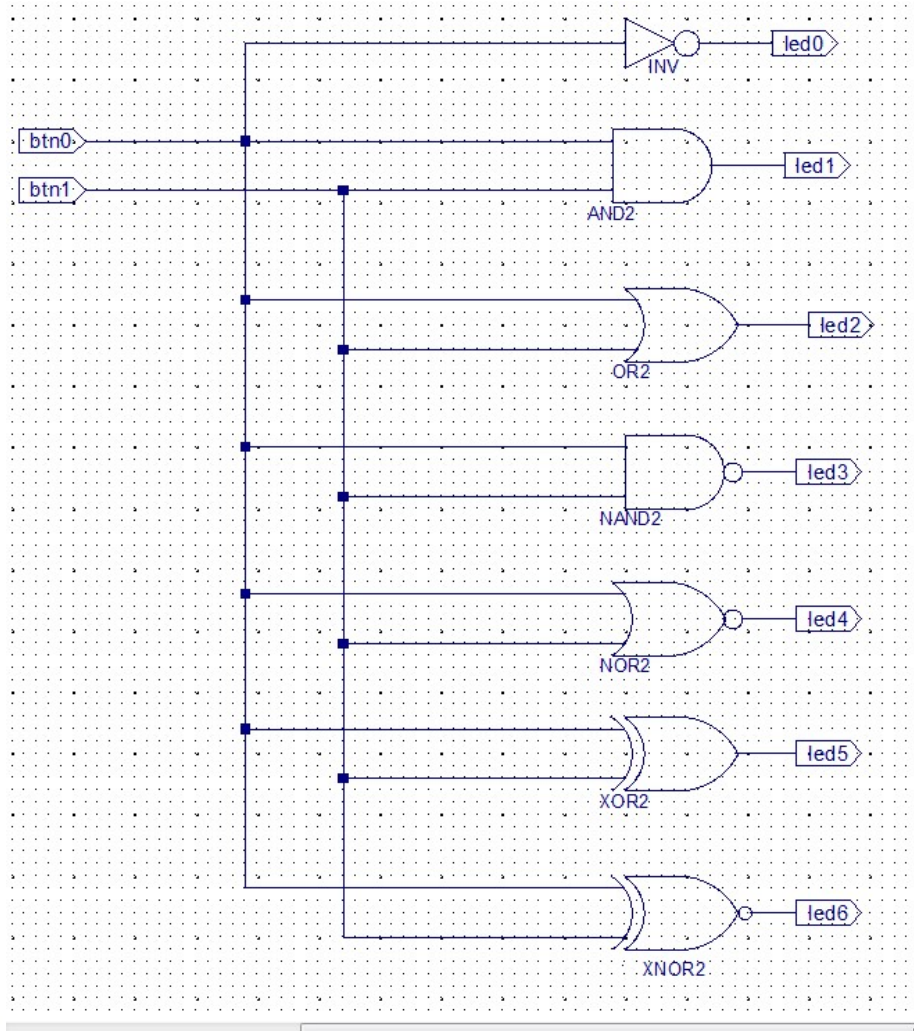 led0
INV
btn0
led1
btn1
AND2
led2
OR2
led3
NAND2
led4
NOR2
led5
XOR2
led6
XNOR2